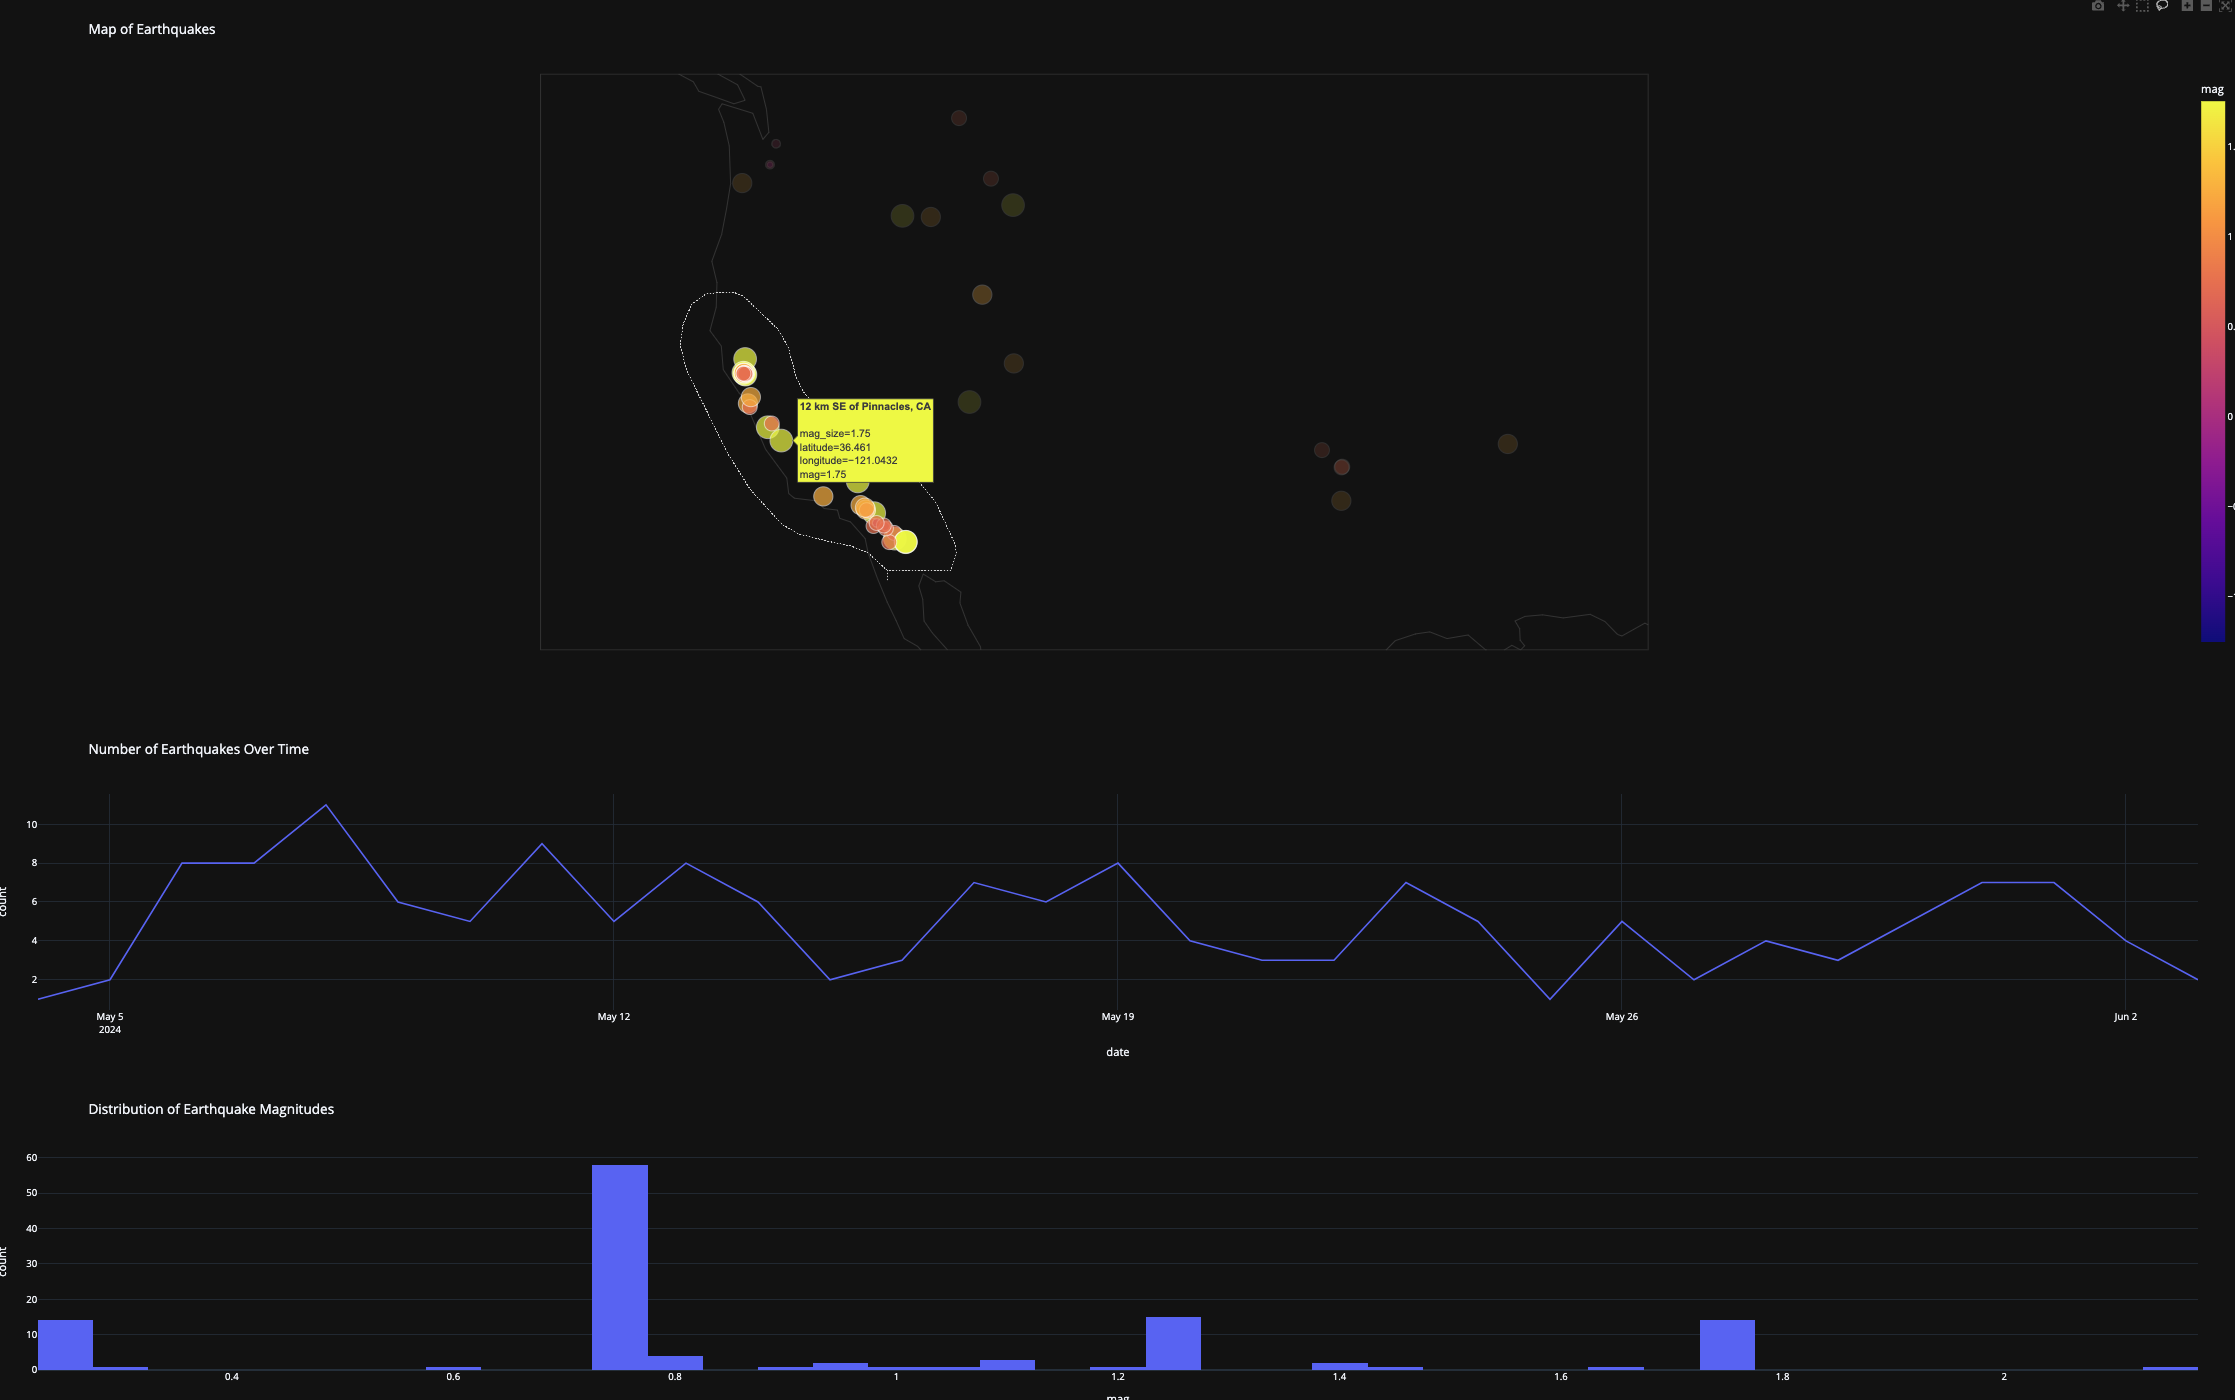 Map of Earthquakes
mag
1
0
12 km SE of Pinnacles, CA
mag_size=1.75
latitude=36.461
longitude=−121.0432
mag=1.75
Number of Earthquakes Over Time
10
8
6
4
2
count
May 5
2024
May 12
May 19
May 26
Jun 2
date
Distribution of Earthquake Magnitudes
60
50
40
30
20
10
0
count
0.4
0.6
0.8
1
1.2
1.4
1.6
1.8
2
mag